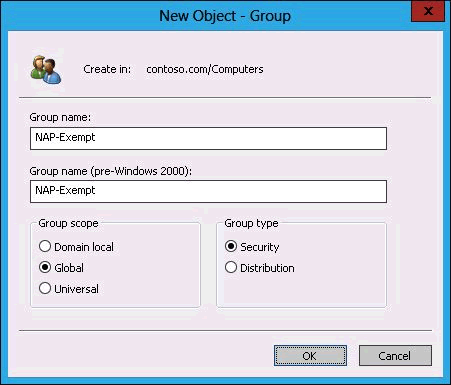 New Object - Group
x
Create in: contoso.com/Computers
Group name:
NAP-Exempt
Group name (pre-Windows 2000):
NAP-Exempt
Group scope
Domain local
Global
Universal
Group type
Security
Distribution
OK
Cancel